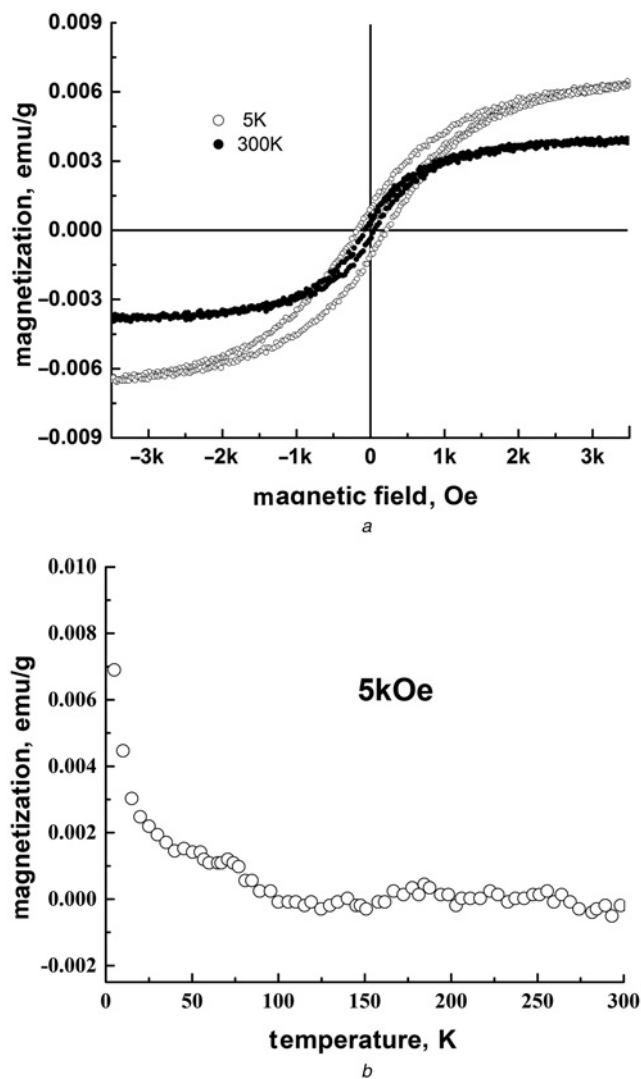 0.009
0.006
0.003
0.000
−0.003
−0.006
−0.009
magnetization, emu/g
5K
300K
−3k −2k −1k 0 1k 2k 3k
magnetic field, Oe
a
0.010
0.008
0.006
0.004
0.002
0.000
-0.002
magnetization, emu/g
5kOe
0 50 100 150 200 250 300
temperature, K
b